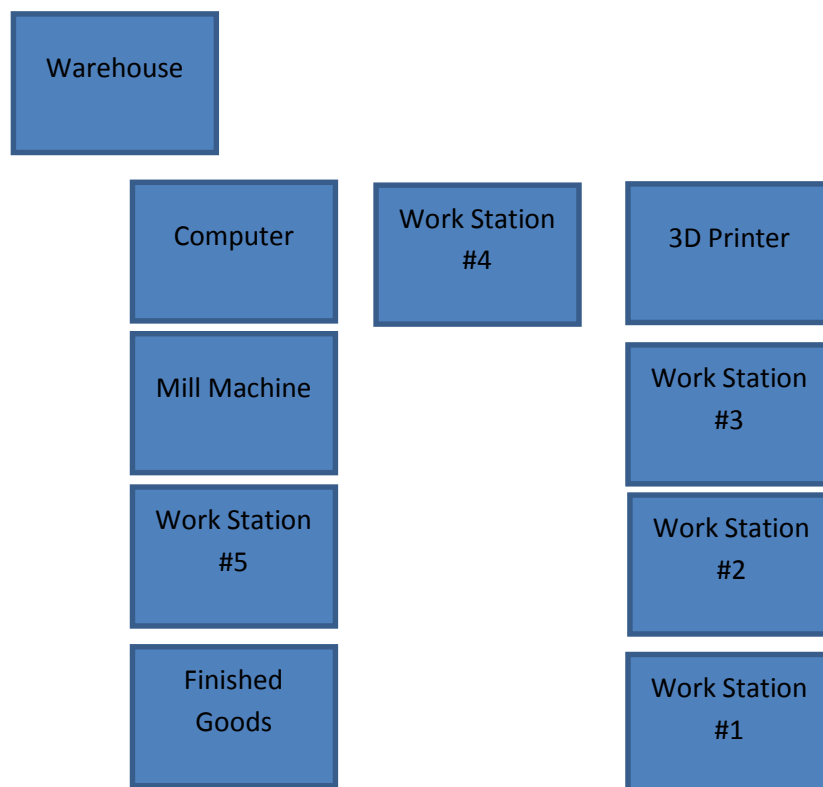 Warehouse
Computer
Work Station
#4
3D Printer
Mill Machine
Work Station
#3
Work Station
#5
Work Station
#2
Finished
Goods
Work Station
#1